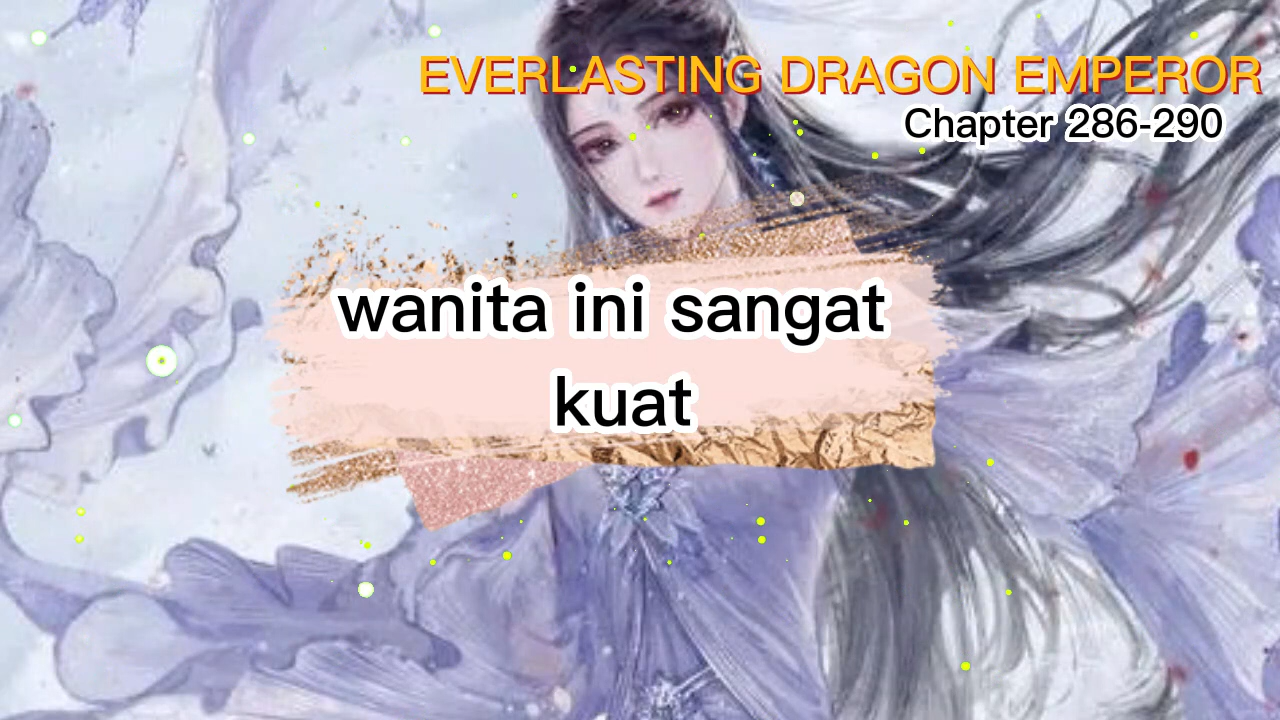 EVERLASTING DRAGON EMPEROR
Chapter 286-290
wanita ini sangat
kuat